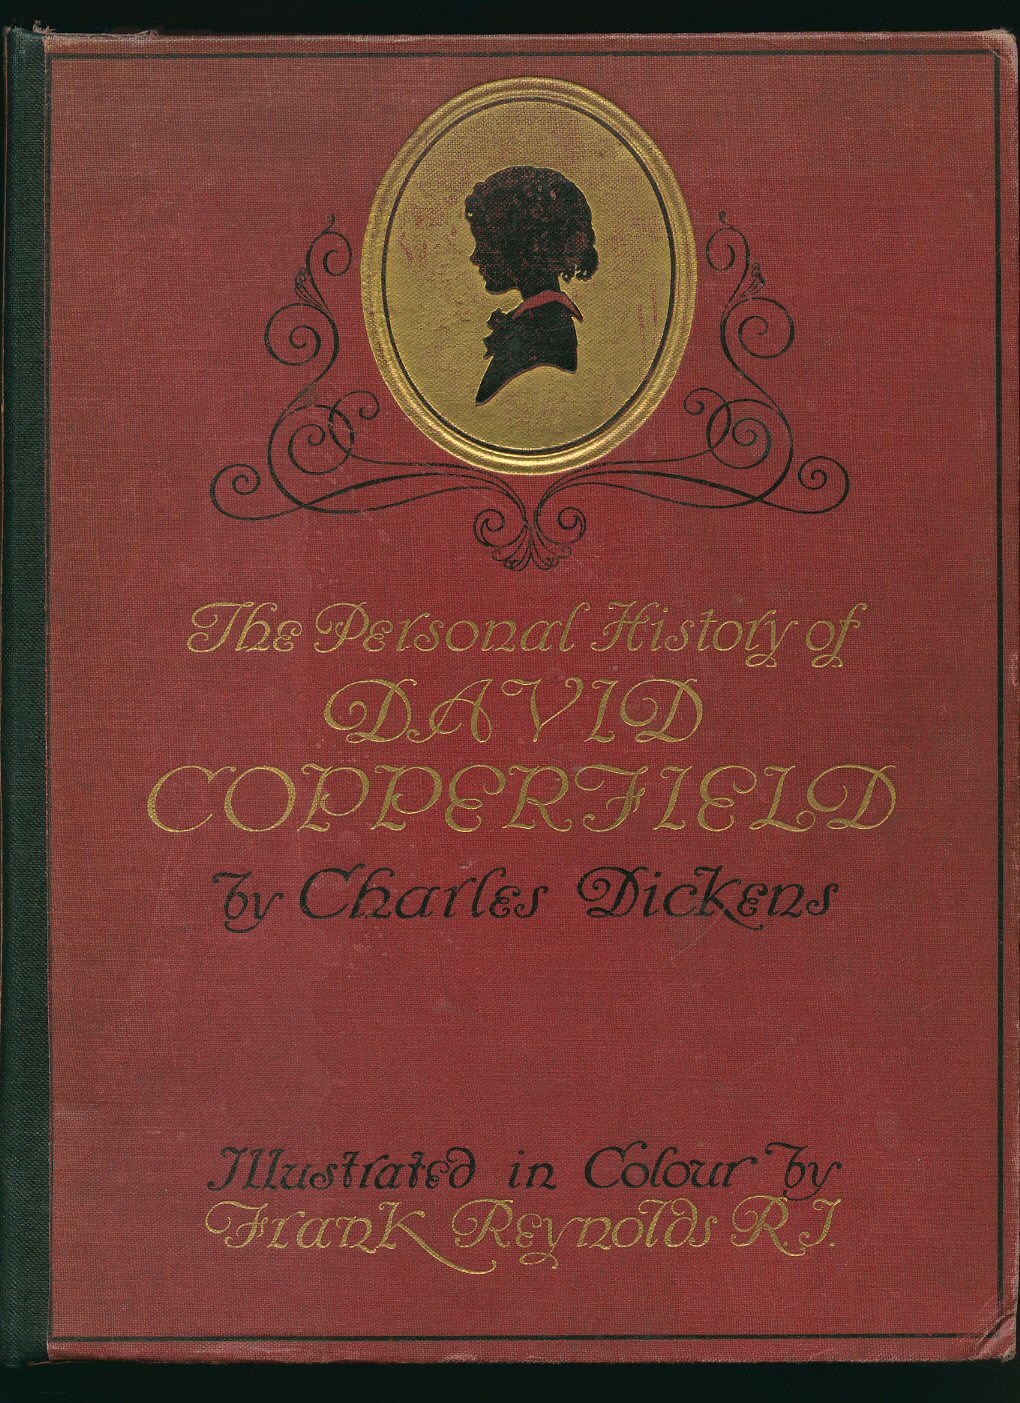 The Personal History of
DAVID
COPPERFIELD
by Charles Dickens
Illustrated in Colour by
Frank Reynolds R.I.